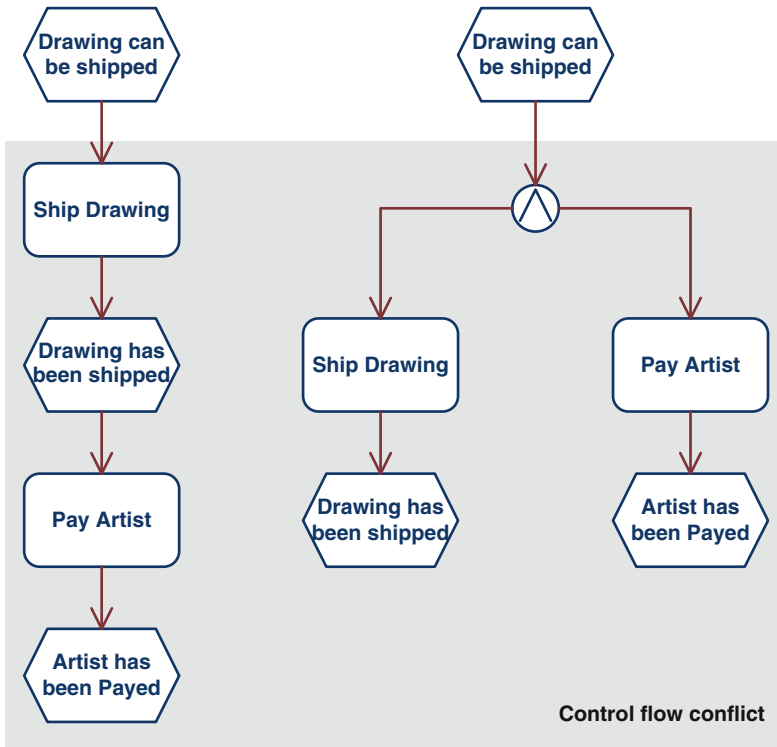 Drawing can
be shipped
Drawing can
be shipped
Ship Drawing
Drawing has
been shipped
Ship Drawing
Pay Artist
Pay Artist
Drawing has
been shipped
Artist has
been Payed
Artist has
been Payed
Control flow conflict